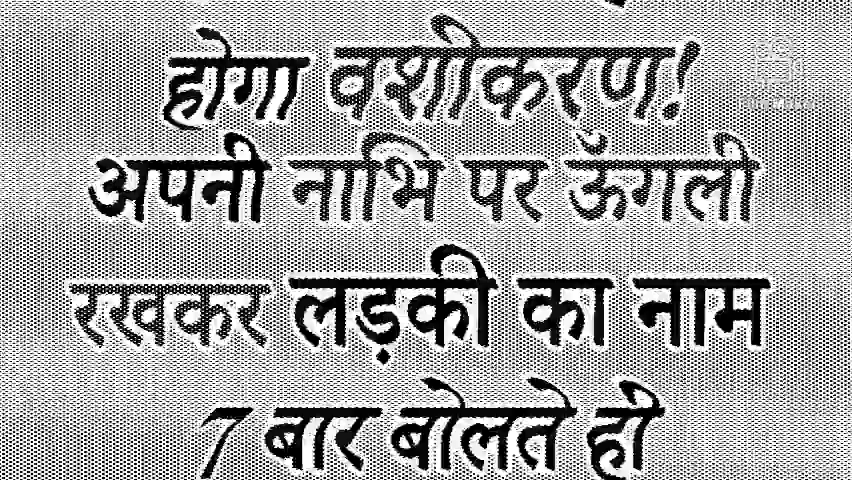 होगा वशीकरण!
अपनी नाभि पर ऊँगली
रखकर लड़की का नाम
7 बार बोलते ही